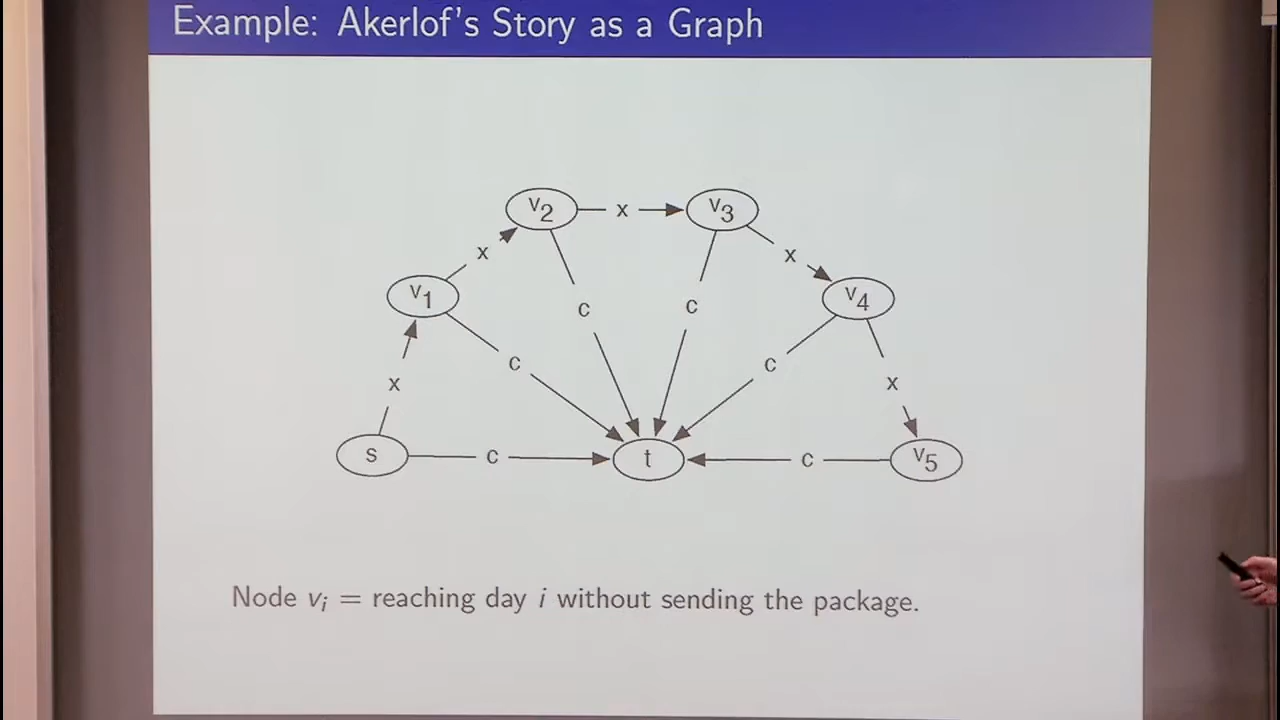 Example: Akerlof's Story as a Graph
v2
x
v3
x
x
v1
v4
c
c
c
c
x
x
s
c
t
c
v5
Node vi = reaching day i without sending the package.